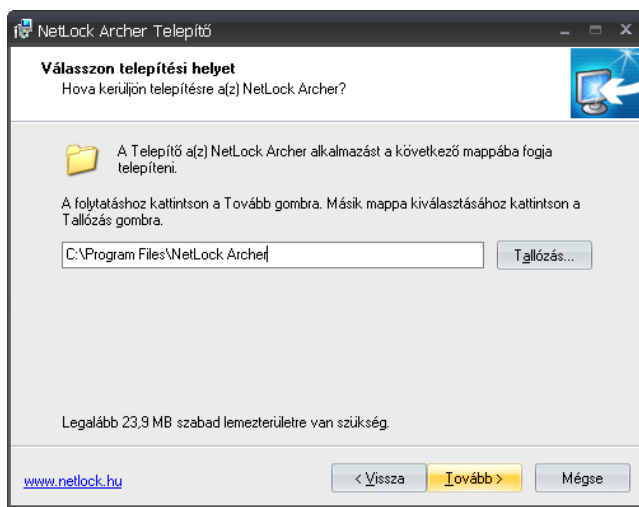 NetLock Archer Telepítő
Válasszon telepítési helyet
Hova kerüljön telepítésre a(z) NetLock Archer?
A Telepítő a(z) NetLock Archer alkalmazást a következő mappába fogja
telepíteni.
A folytatáshoz kattintson a Tovább gombra. Másik mappa kiválasztásához kattintson a
Tallózás gombra.
C:\Program Files\NetLock Archer
Tallózás...
Legalább 23,9 MB szabad lemezterületre van szükség.
www.netlock.hu
< Vissza
Tovább >
Mégse